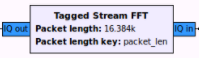 Tagged Stream FFT
IQ out
Packet length: 16.384k
IQ in
Packet length key: packet_len